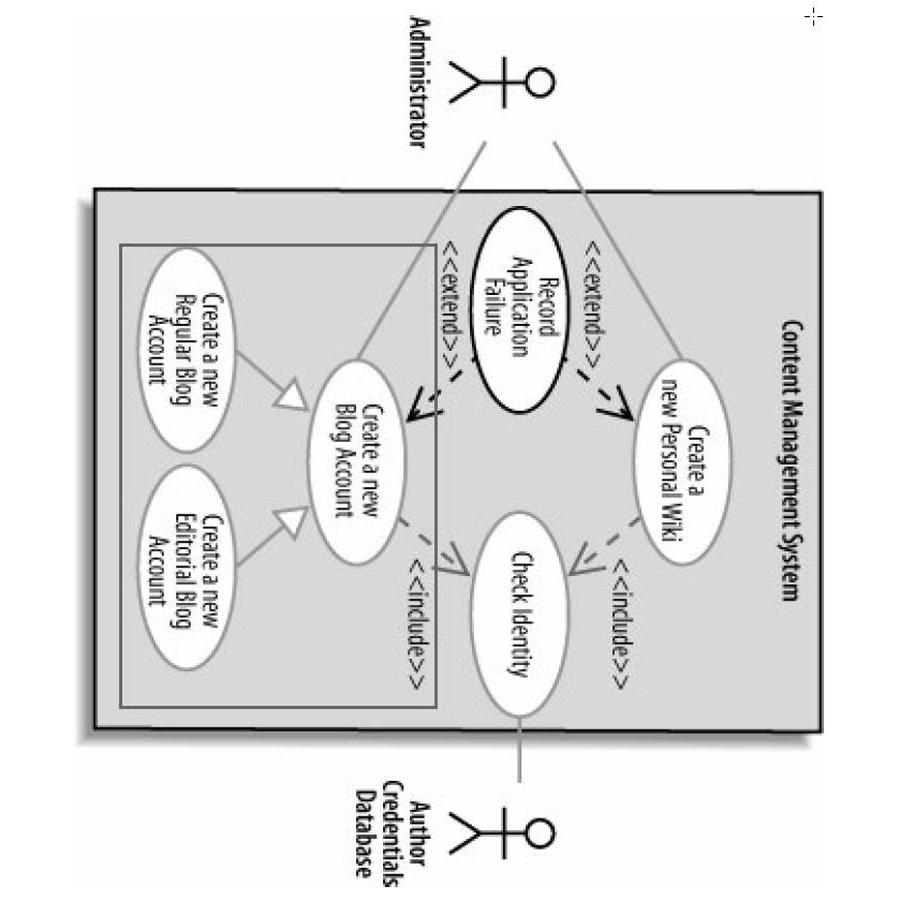 Content Management System
Create a
new Personal Wiki
<<extend>>
<<include>>
Administrator
Record
Application
Failure
Check Identity
Author
Credentials
Database
<<extend>>
<<include>>
Create a new
Blog Account
Create a new
Regular Blog
Account
Create a new
Editorial Blog
Account